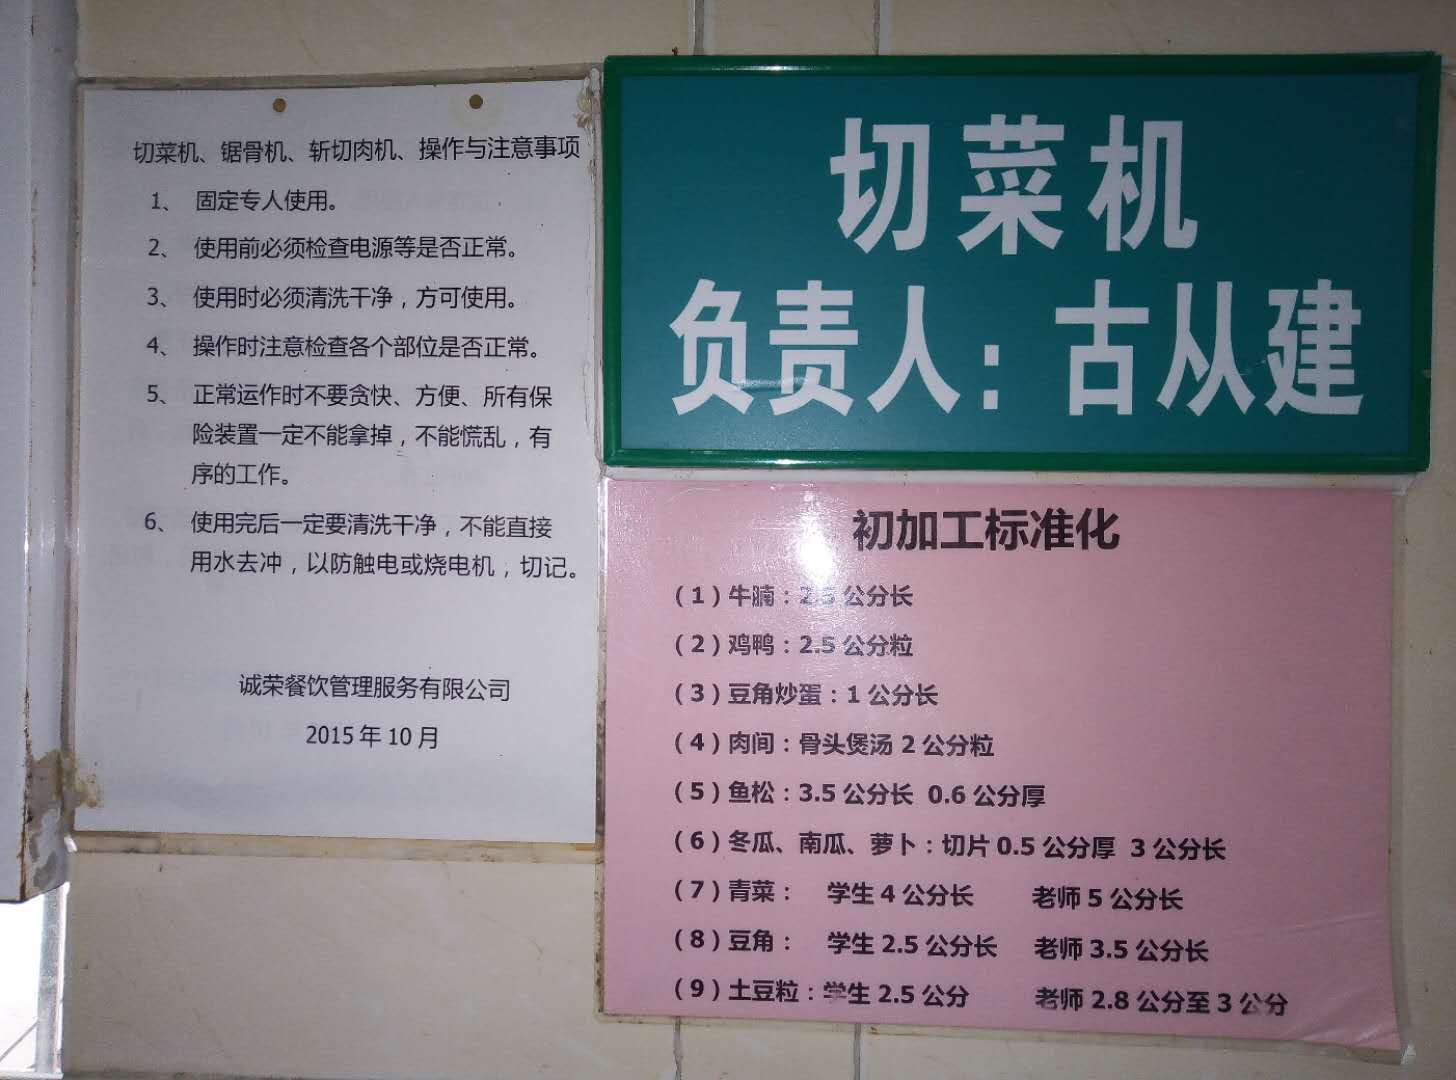 切菜机、锯骨机、斩切肉机、操作与注意事项
1、 固定专人使用。
2、 使用前必须检查电源等是否正常。
3、 使用时必须清洗干净，方可使用。
4、 操作时注意检查各个部位是否正常。
5、 正常运作时不要贪快、方便、所有保
险装置一定不能拿掉，不能慌乱，有
序的工作。
6、 使用完后一定要清洗干净，不能直接
用水去冲，以防触电或烧电机，切记。
诚荣餐饮管理服务有限公司
2015年10月
切菜机
负责人：古从建
初加工标准化
（1）牛腩：2.5公分长
（2）鸡鸭：2.5公分粒
（3）豆角炒蛋：1公分长
（4）肉间：骨头煲汤2公分粒
（5）鱼松：3.5公分长 0.6公分厚
（6）冬瓜、南瓜、萝卜：切片0.5公分厚 3公分长
（7）青菜： 学生4公分长 老师5公分长
（8）豆角： 学生2.5公分长 老师3.5公分长
（9）土豆粒：学生2.5公分 老师2.8公分至3公分